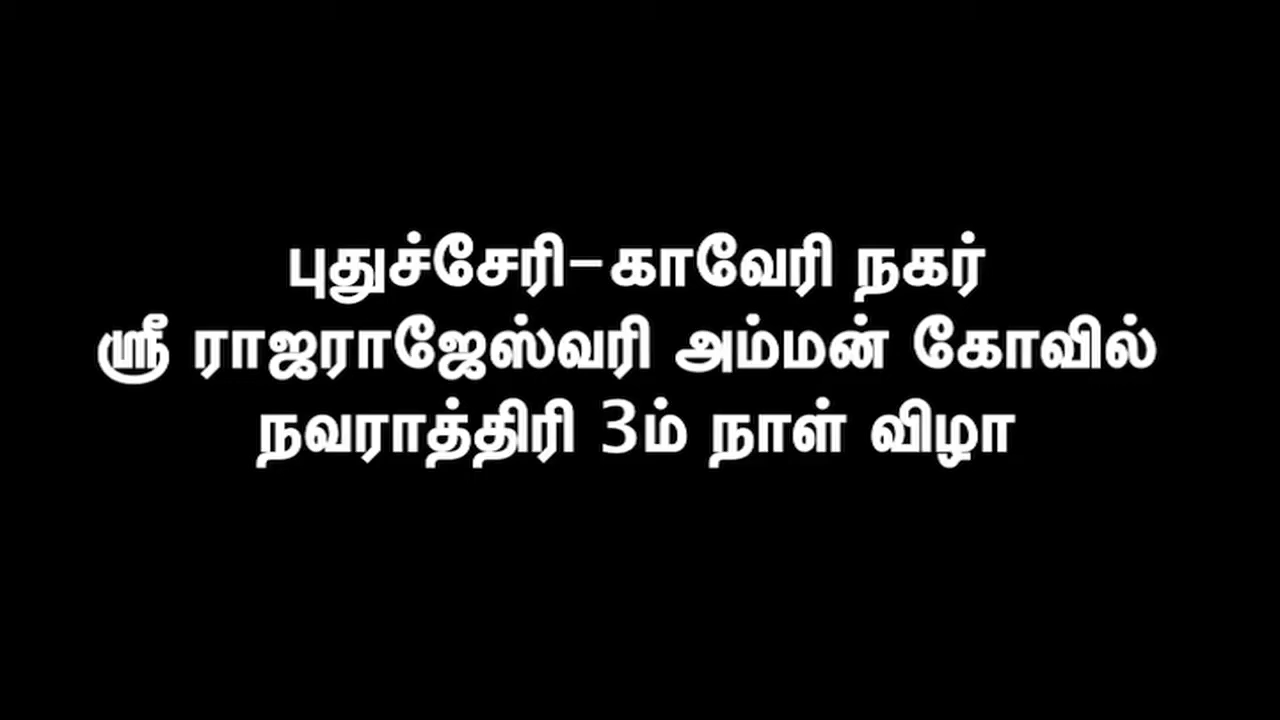 புதுச்சேரி-காவேரி நகர்
ஸ்ரீ ராஜராஜேஸ்வரி அம்மன் கோவில்
நவராத்திரி 3ம் நாள் விழா